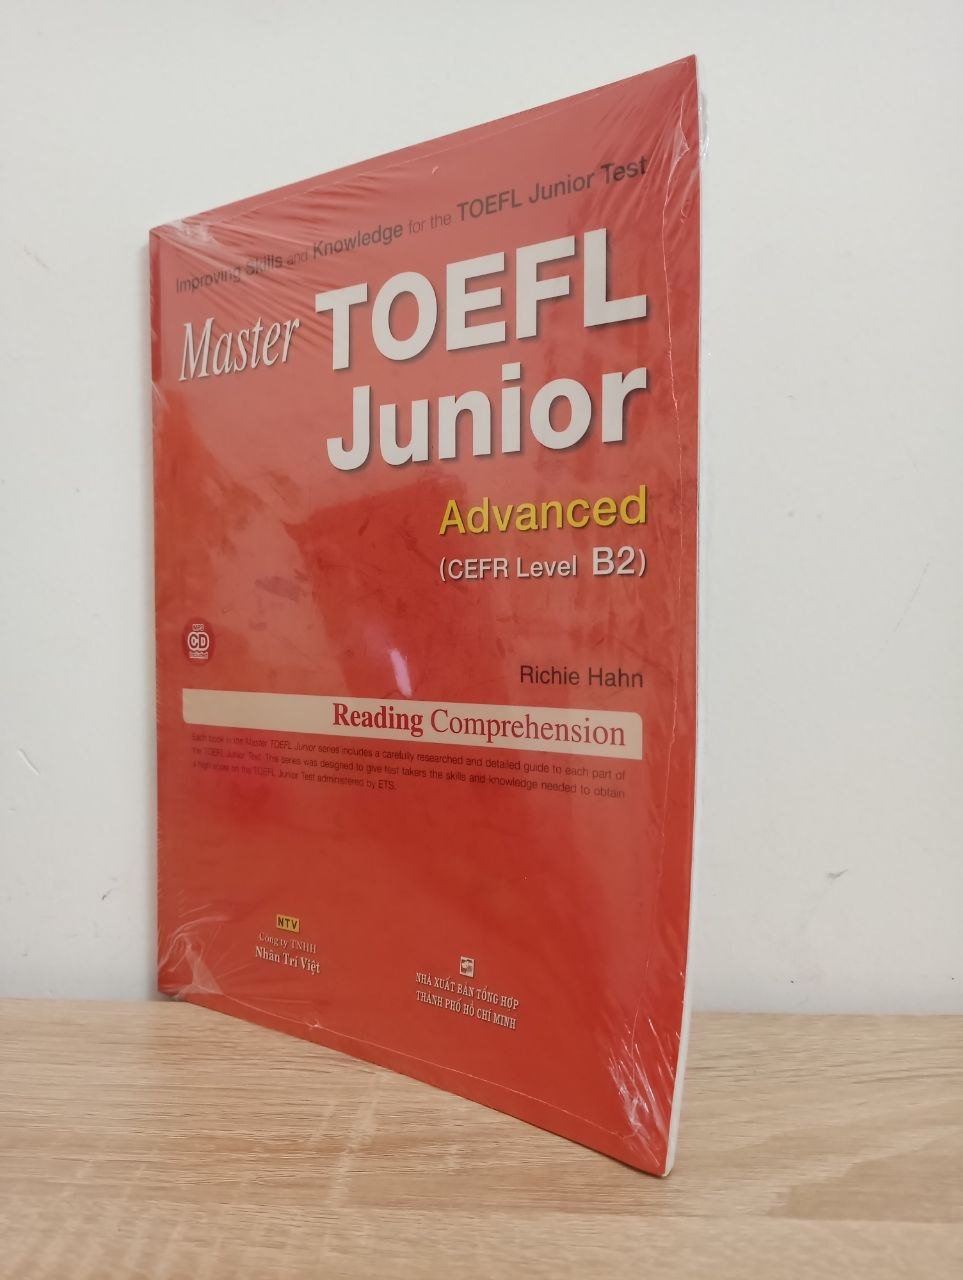 Improving Skills and Knowledge for the TOEFL Junior Test
Master TOEFL
Junior
Advanced
(CEFR Level B2)
MP3
CD
Richie Hahn
Reading Comprehension
Each book in the Master TOEFL Junior series includes a carefully researched and detailed guide to each part of
the TOEFL Junior Test. This series was designed to give test takers the skills and knowledge needed to obtain
a high score on the TOEFL Junior Test administered by ETS.
NTV
Công ty TNHH
Nhân Trí Việt
NHÀ XUẤT BẢN TỔNG HỢP
THÀNH PHỐ HỒ CHÍ MINH